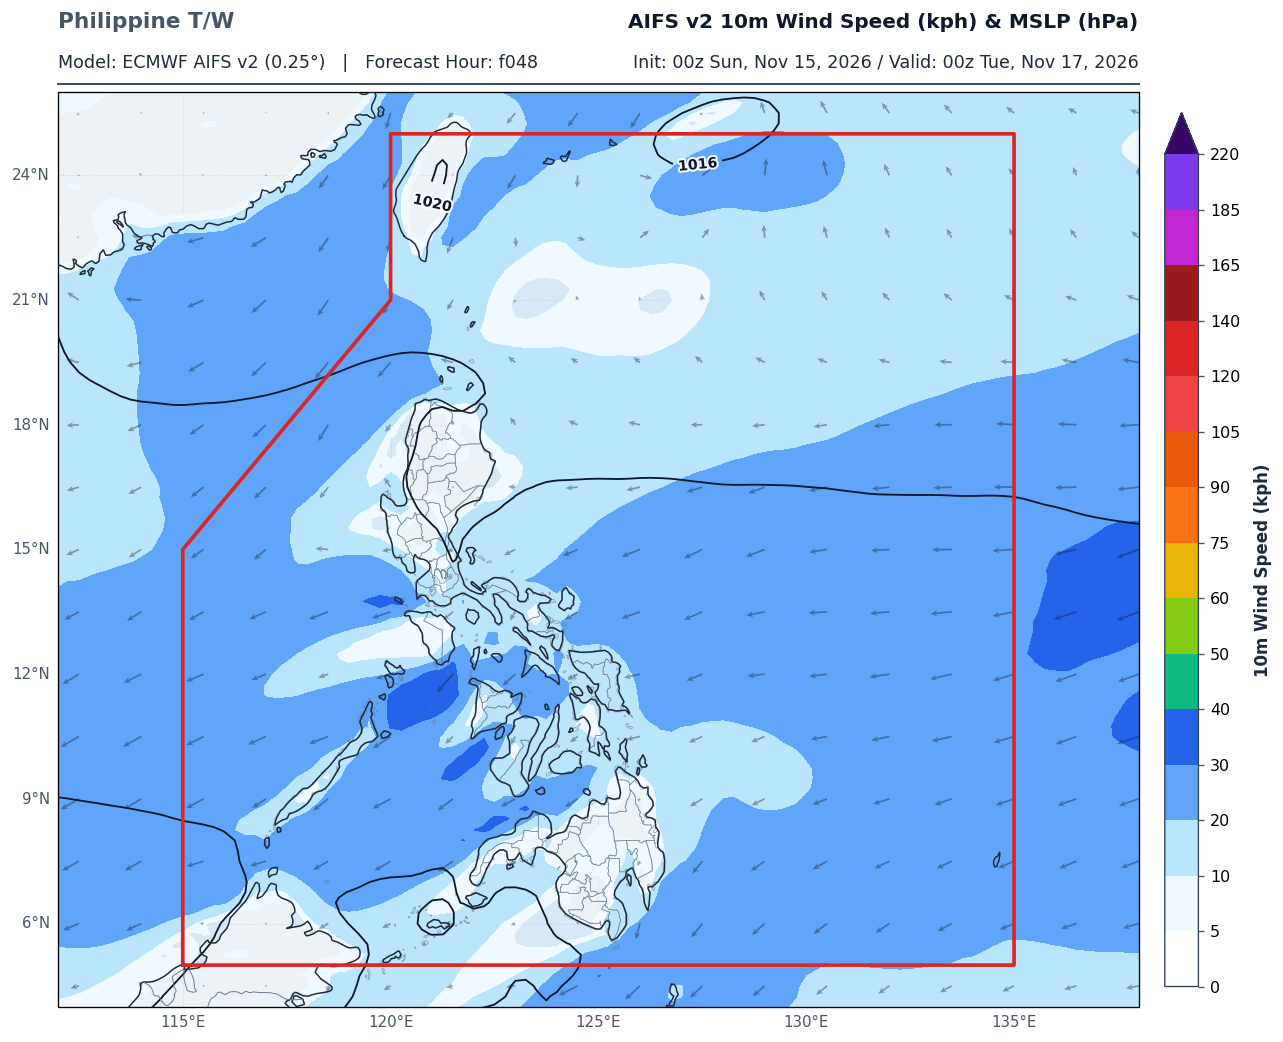 Philippine T/W
AIFS v2 10m Wind Speed (kph) & MSLP (hPa)
Model: ECMWF AIFS v2 (0.25°) | Forecast Hour: f048
Init: 00z Sun, Nov 15, 2026 / Valid: 00z Tue, Nov 17, 2026
24°N
21°N
18°N
15°N
12°N
9°N
6°N
115°E
120°E
125°E
130°E
135°E
1016
1020
220
185
165
140
120
105
90
75
60
50
40
30
20
10
5
0
10m Wind Speed (kph)